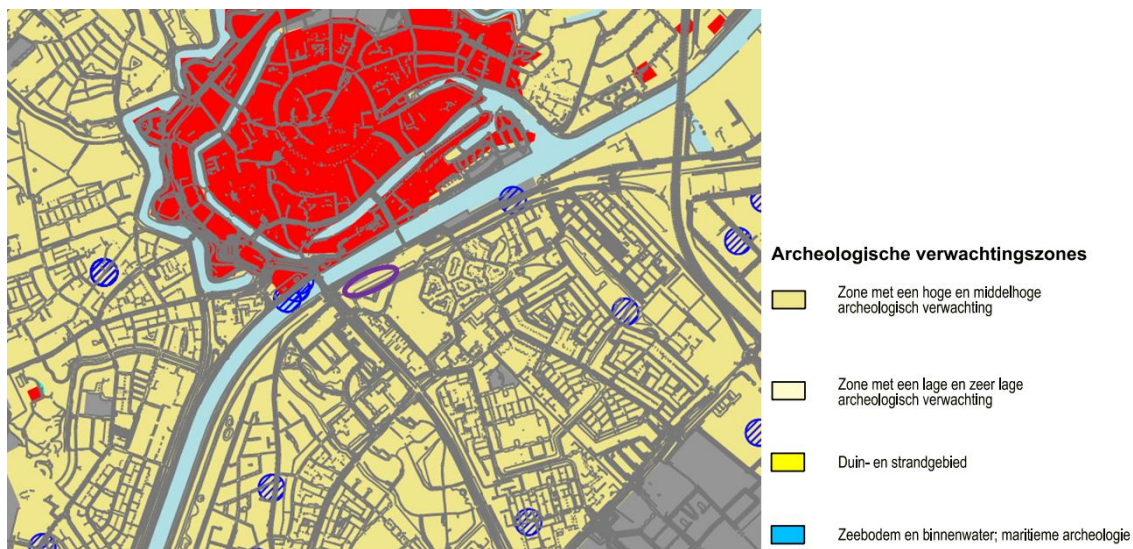 Archeologische verwachtingszones
Zone met een hoge en middelhoge
archeologisch verwachting
Zone met een lage en zeer lage
archeologisch verwachting
Duin- en strandgebied
Zeebodem en binnenwater; maritieme archeologie